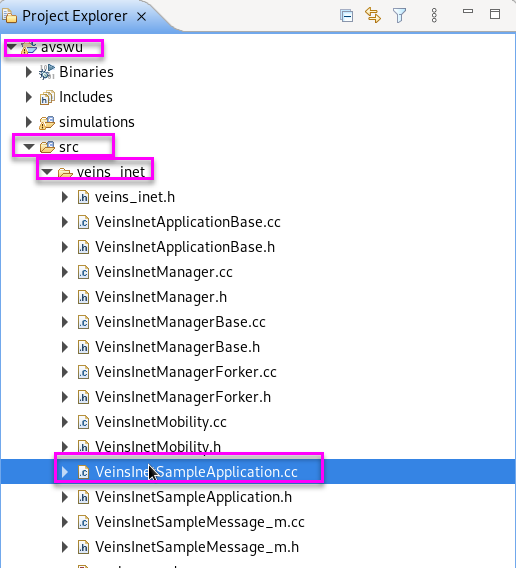 Project Explorer
avswu
Binaries
Includes
simulations
src
veins_inet
veins_inet.h
VeinsInetApplicationBase.cc
VeinsInetApplicationBase.h
VeinsInetManager.cc
VeinsInetManager.h
VeinsInetManagerBase.cc
VeinsInetManagerBase.h
VeinsInetManagerForker.cc
VeinsInetManagerForker.h
VeinsInetMobility.cc
VeinsInetMobility.h
VeinsInetSampleApplication.cc
VeinsInetSampleApplication.h
VeinsInetSampleMessage_m.cc
VeinsInetSampleMessage_m.h